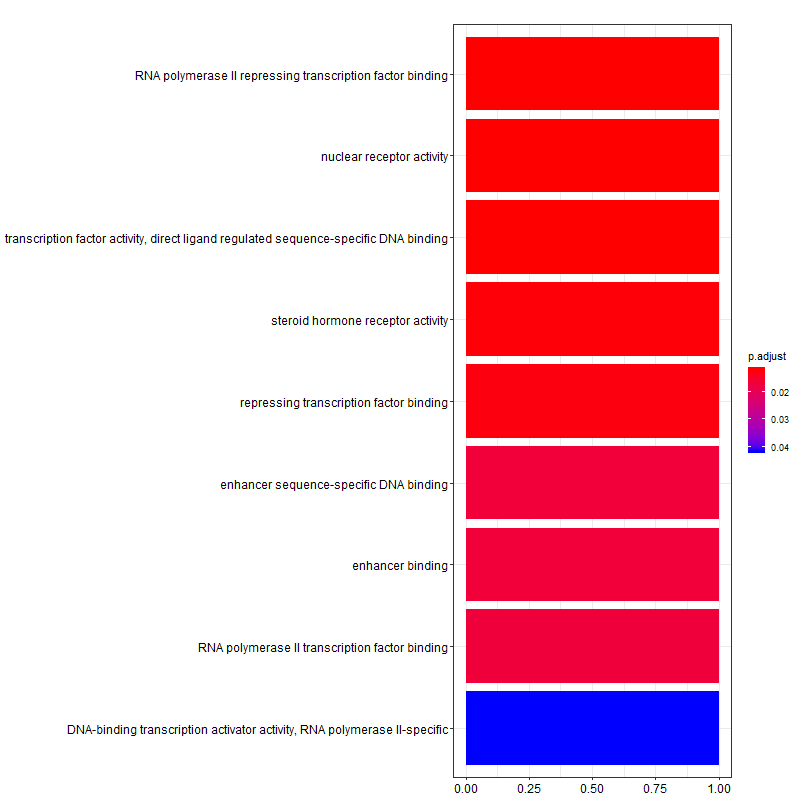 RNA polymerase II repressing transcription factor binding
nuclear receptor activity
transcription factor activity, direct ligand regulated sequence-specific DNA binding
steroid hormone receptor activity
repressing transcription factor binding
enhancer sequence-specific DNA binding
enhancer binding
RNA polymerase II transcription factor binding
DNA-binding transcription activator activity, RNA polymerase II-specific
0.00 0.25 0.50 0.75 1.00
p.adjust
0.02
0.03
0.04